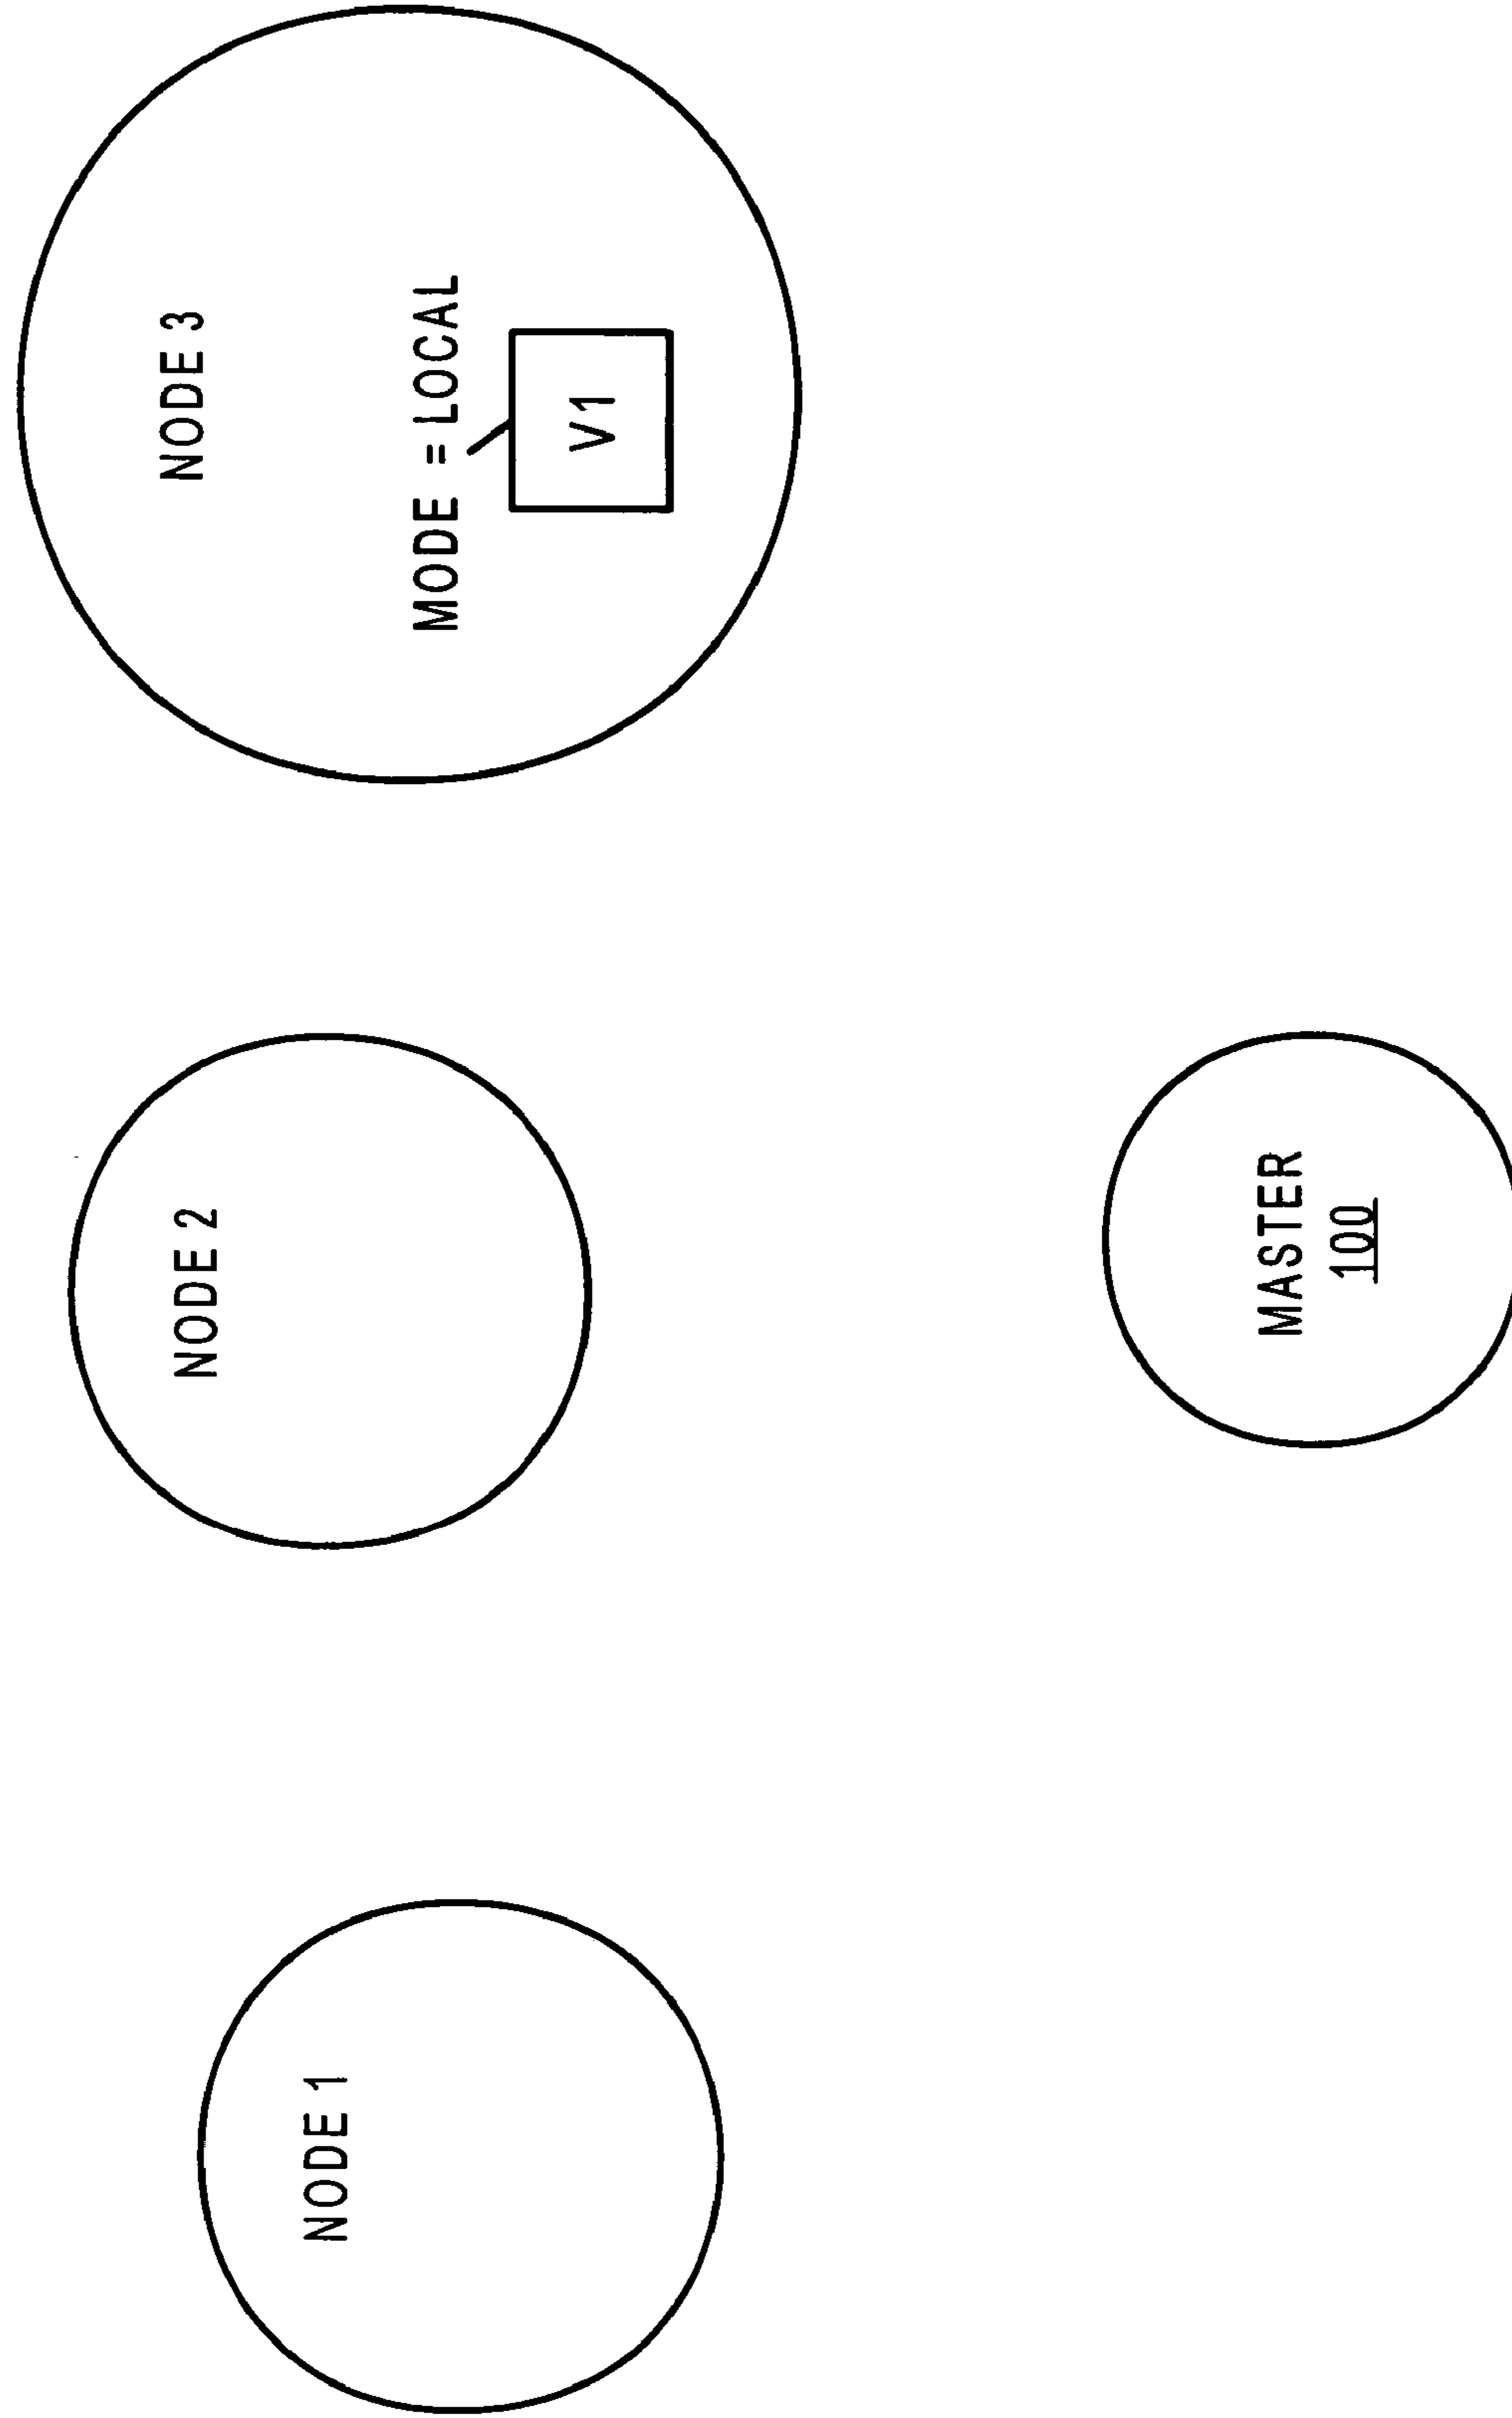 NODE 1
NODE 2
NODE 3
MODE = LOCAL
V1
MASTER
100